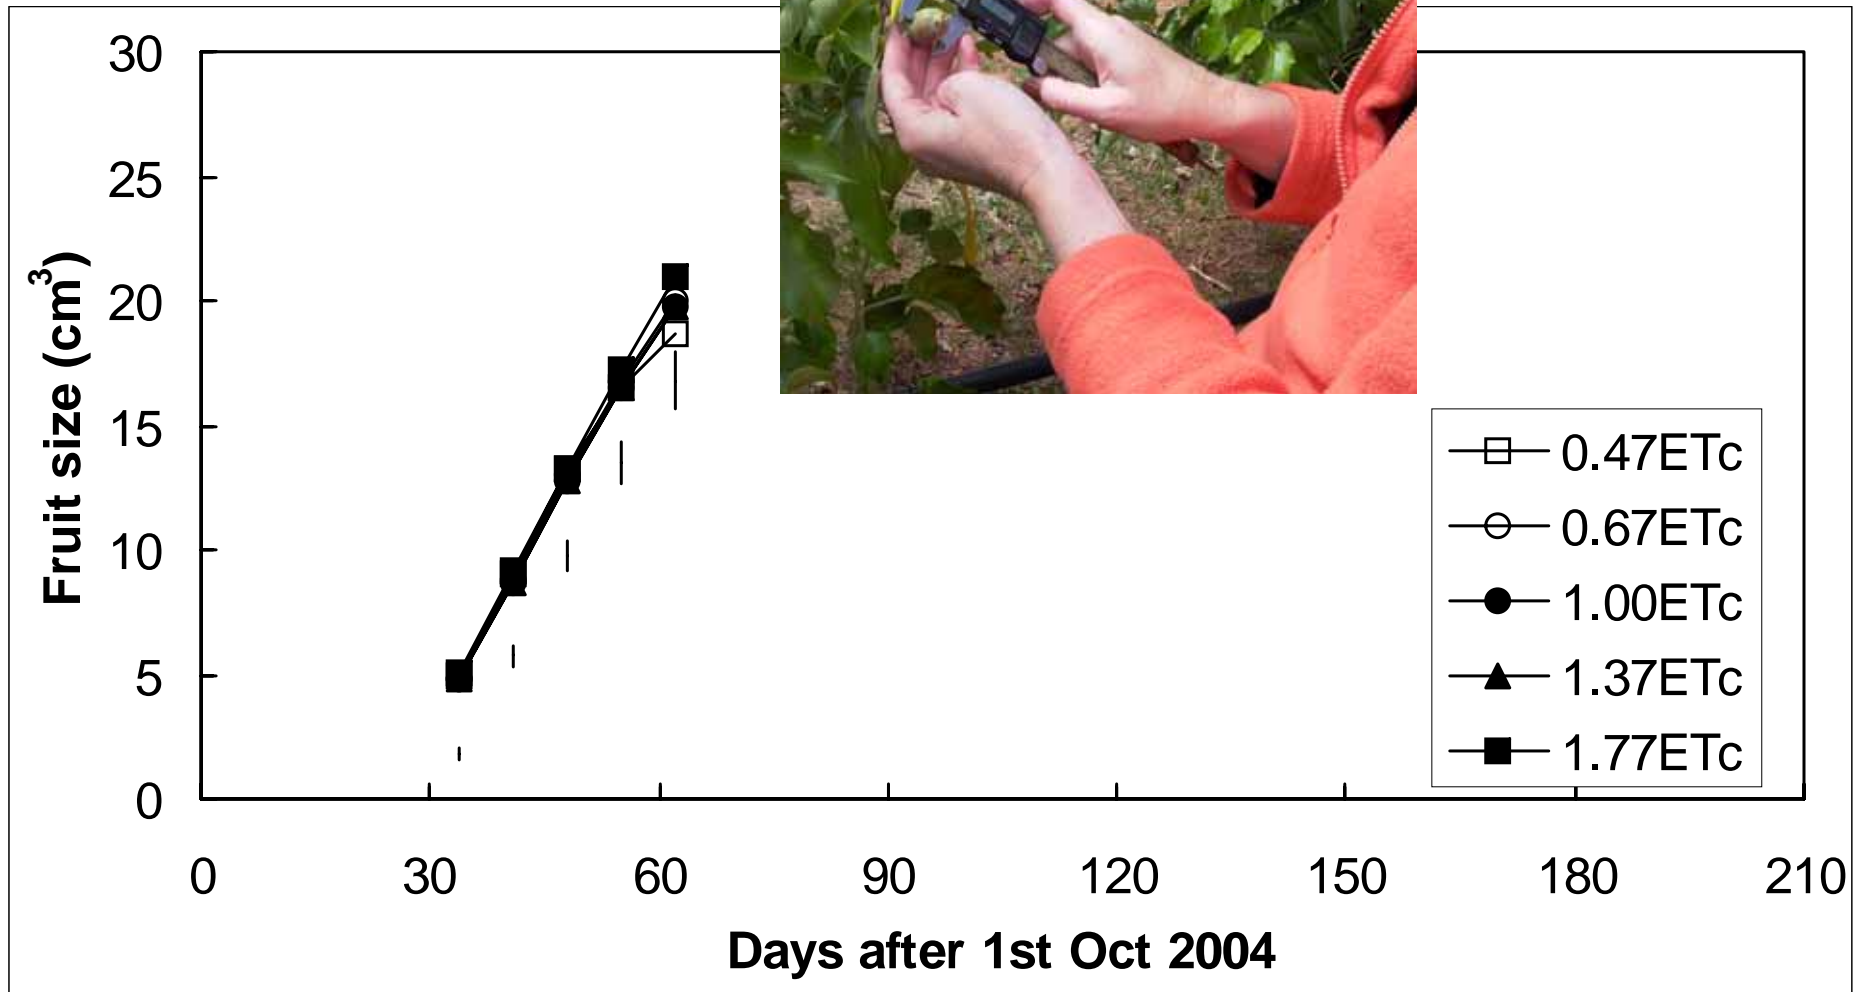 30
25
20
15
10
5
0
Fruit size (cm³)
0 30 60 90 120 150 180 210
Days after 1st Oct 2004
0.47ETc
0.67ETc
1.00ETc
1.37ETc
1.77ETc